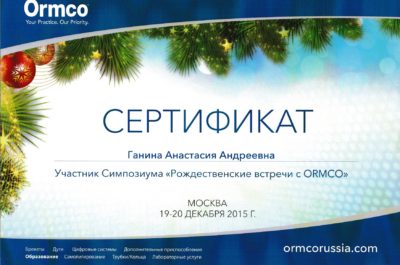 Ormco
Your Practice. Our Priority.
СЕРТИФИКАТ
Ганина Анастасия Андреевна
Участник Симпозиума «Рождественские встречи с ORMCO»
МОСКВА
19-20 ДЕКАБРЯ 2015 Г.
Брекеты Дуги Цифровые системы Дополнительные приспособления
Образование Самолигирование Трубки/Кольца Лабораторные услуги
ormcorussia.com